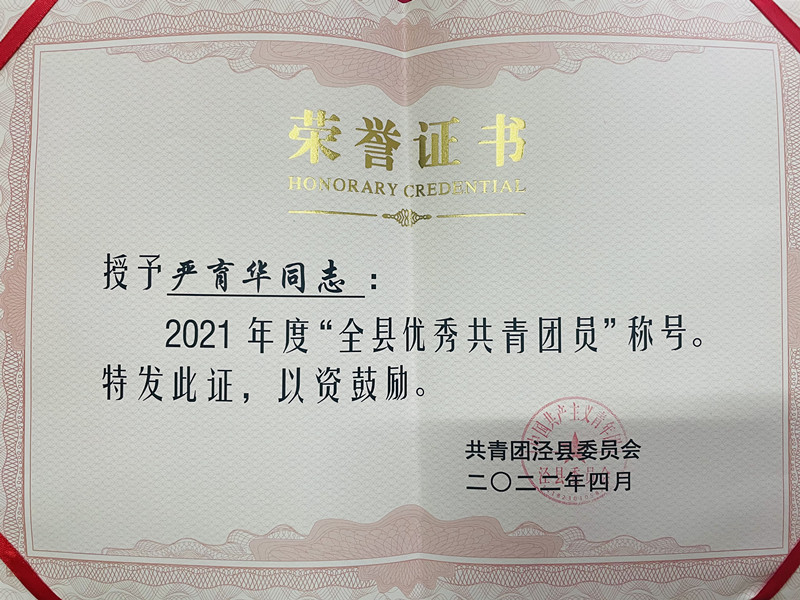 荣誉证书
HONORARY CREDENTIAL
授予严育华同志：
2021年度“全县优秀共青团员”称号。
特发此证，以资鼓励。
共青团泾县委员会
二〇二二年四月